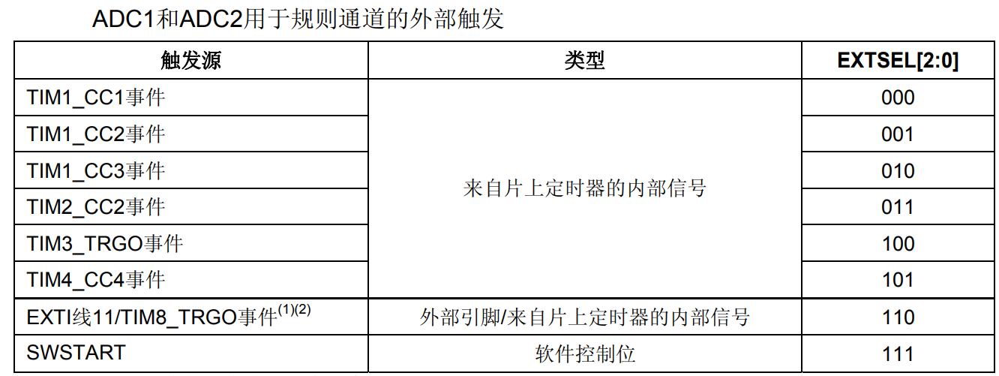 ADC1和ADC2用于规则通道的外部触发
触发源 类型 EXTSEL[2:0]
TIM1_CC1事件 000
TIM1_CC2事件 001
TIM1_CC3事件 010
来自片上定时器的内部信号
TIM2_CC2事件 011
TIM3_TRGO事件 100
TIM4_CC4事件 101
EXTI线11/TIM8_TRGO事件(1)(2) 外部引脚/来自片上定时器的内部信号 110
SWSTART 软件控制位 111